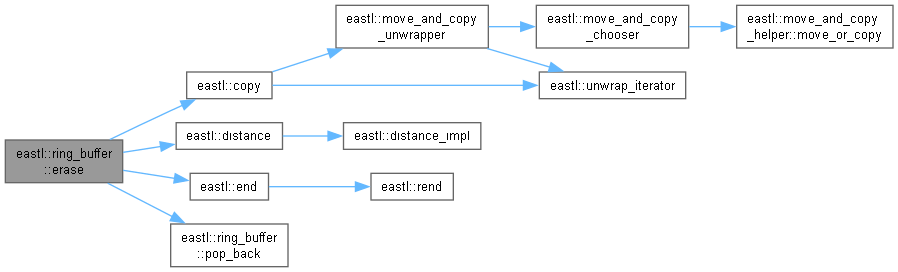 eastl::move_and_copy
_unwrapper
eastl::move_and_copy
_chooser
eastl::move_and_copy
_helper::move_or_copy
eastl::copy
eastl::unwrap_iterator
eastl::ring_buffer
::erase
eastl::distance
eastl::distance_impl
eastl::end
eastl::rend
eastl::ring_buffer
::pop_back